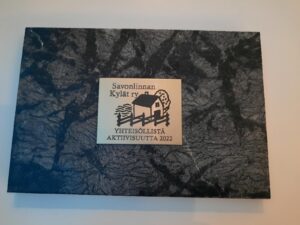 Savonlinnan
Kylät ry
YHTEISÖLLISTÄ
AKTIIVISUUTTA 2022